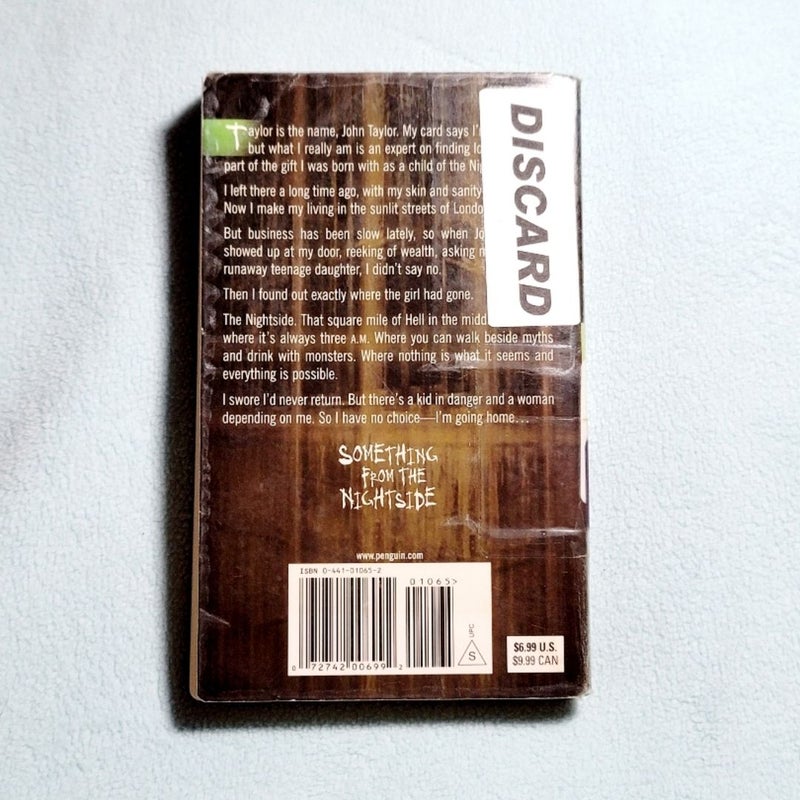 Taylor is the name, John Taylor. My card says I'
but what I really am is an expert on finding lo
part of the gift I was born with as a child of the Nig
I left there a long time ago, with my skin and sanity
Now I make my living in the sunlit streets of Londo
But business has been slow lately, so when Jo
showed up at my door, reeking of wealth, asking
runaway teenage daughter, I didn't say no.
Then I found out exactly where the girl had gone.
The Nightside. That square mile of Hell in the midd
where it's always three A.M. Where you can walk beside myths
and drink with monsters. Where nothing is what it seems and
everything is possible.
I swore I'd never return. But there's a kid in danger and a woman
depending on me. So I have no choice—I'm going home...
SOMETHING
FROM THE
NIGHTSIDE
www.penguin.com
ISBN 0-441-01065-2
01065>
0 72742 00699 2
UPC
S
$6.99 U.S.
$9.99 CAN
DISCARD